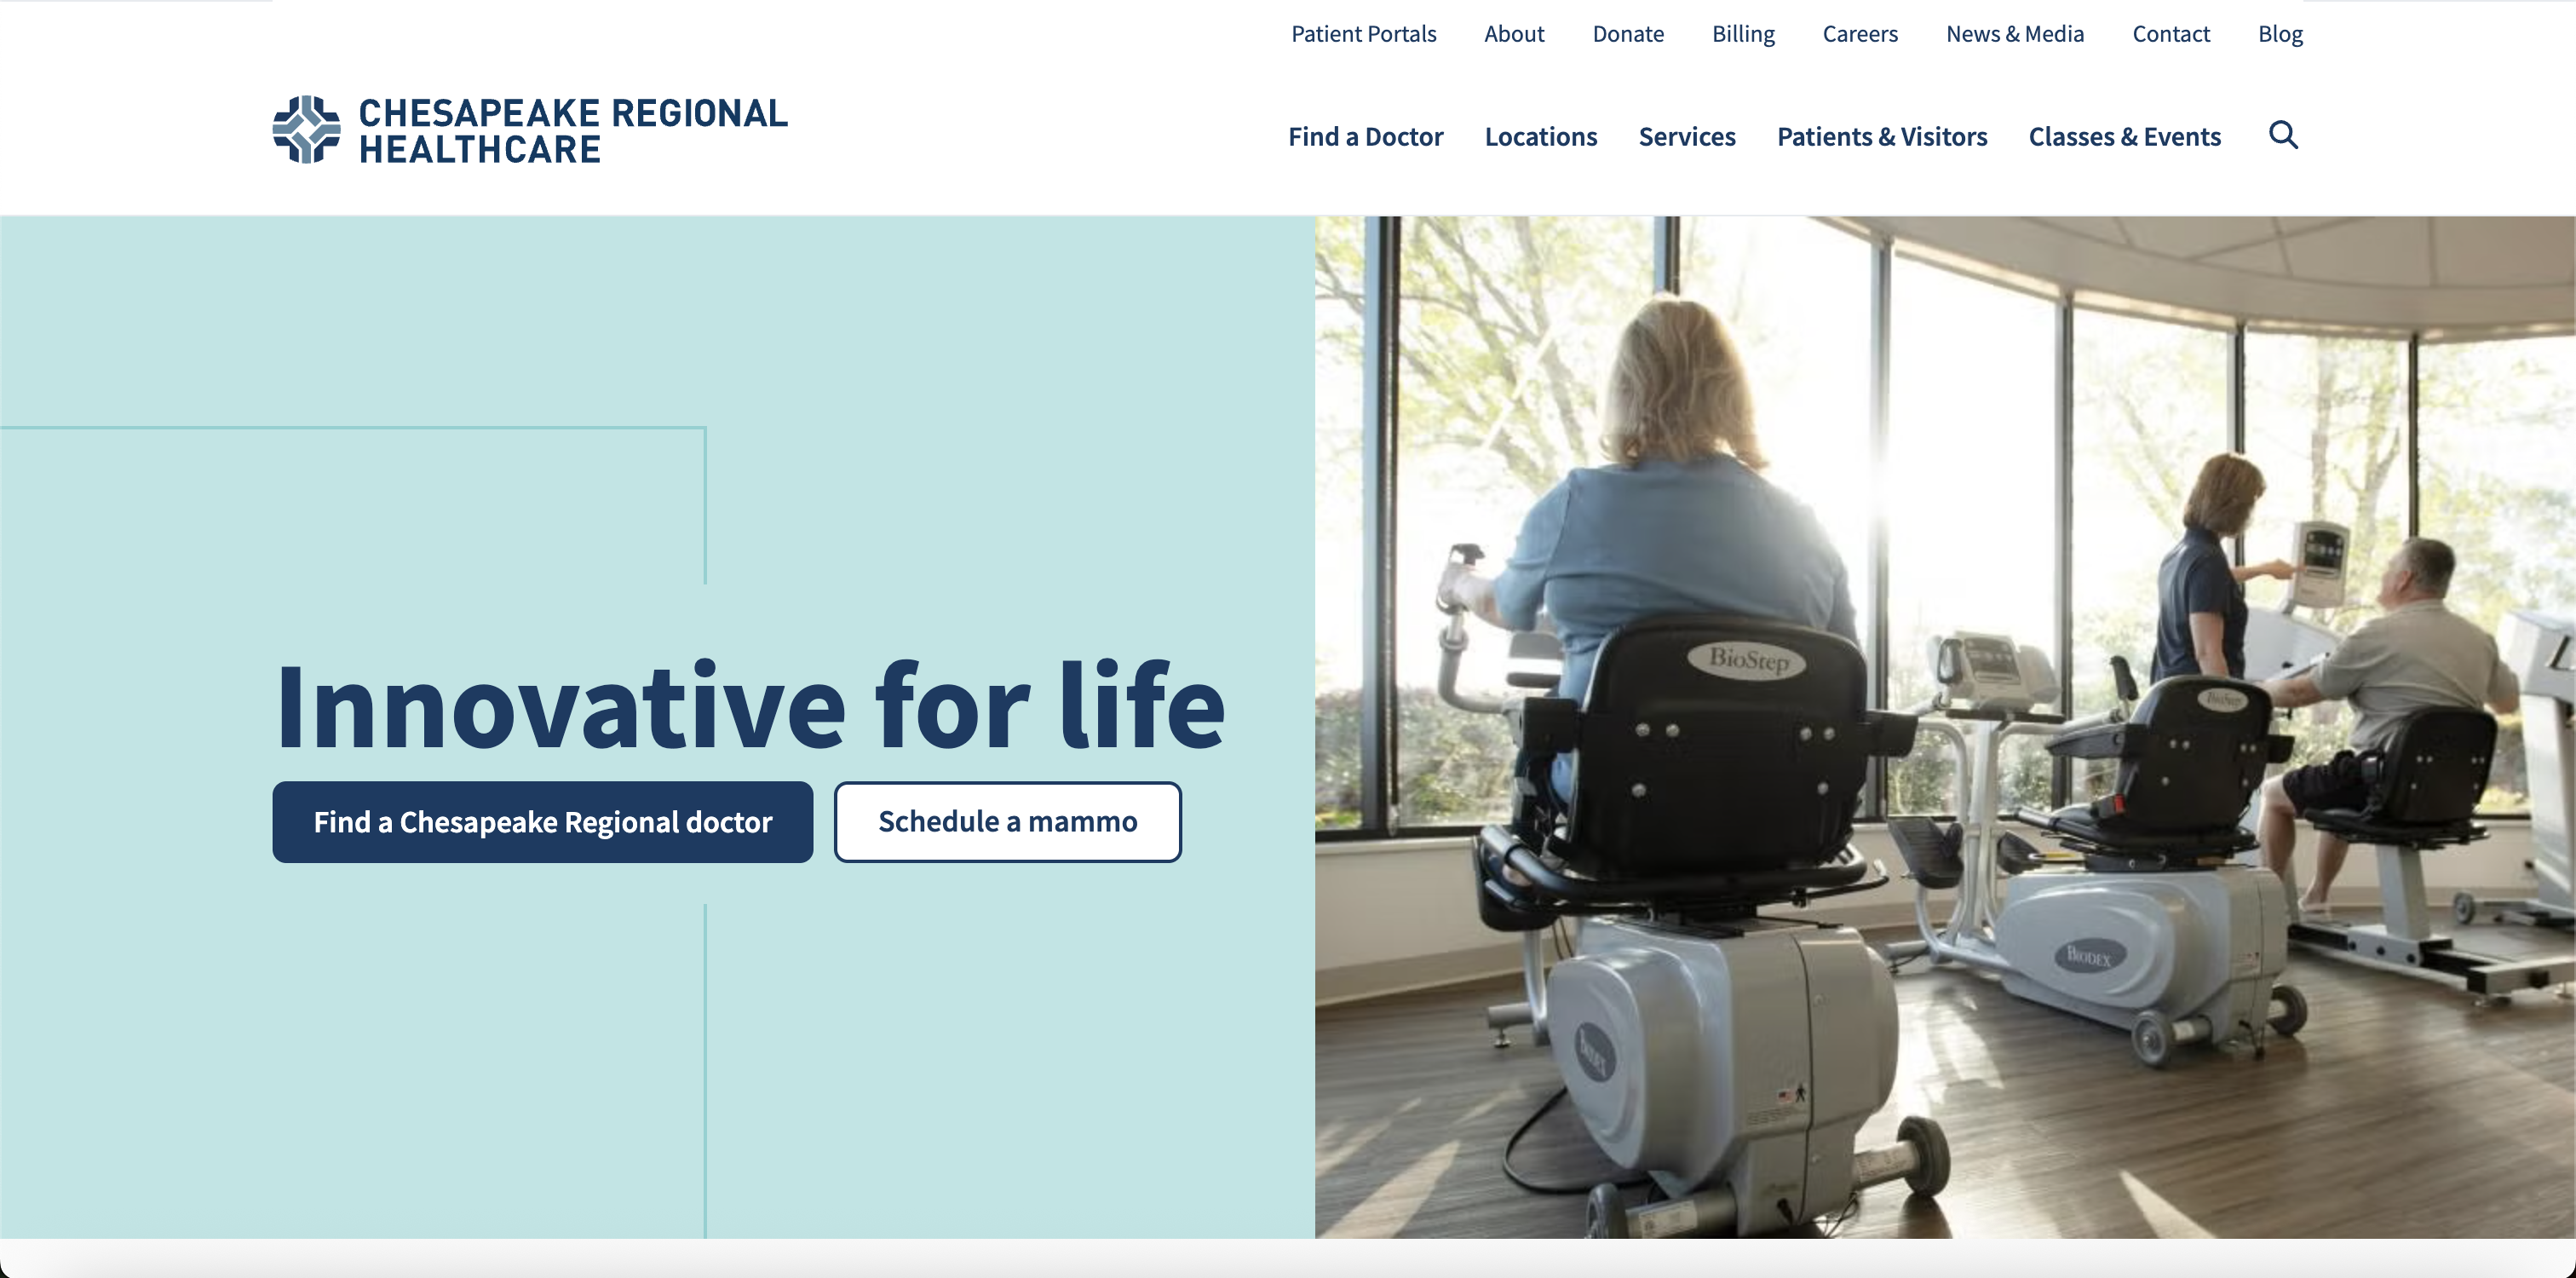 Patient Portals About Donate Billing Careers News & Media Contact Blog
CHESAPEAKE REGIONAL
HEALTHCARE
Find a Doctor Locations Services Patients & Visitors Classes & Events
Innovative for life
Find a Chesapeake Regional doctor Schedule a mammo
BioStep
BioStep
BIODEX
BIODEX